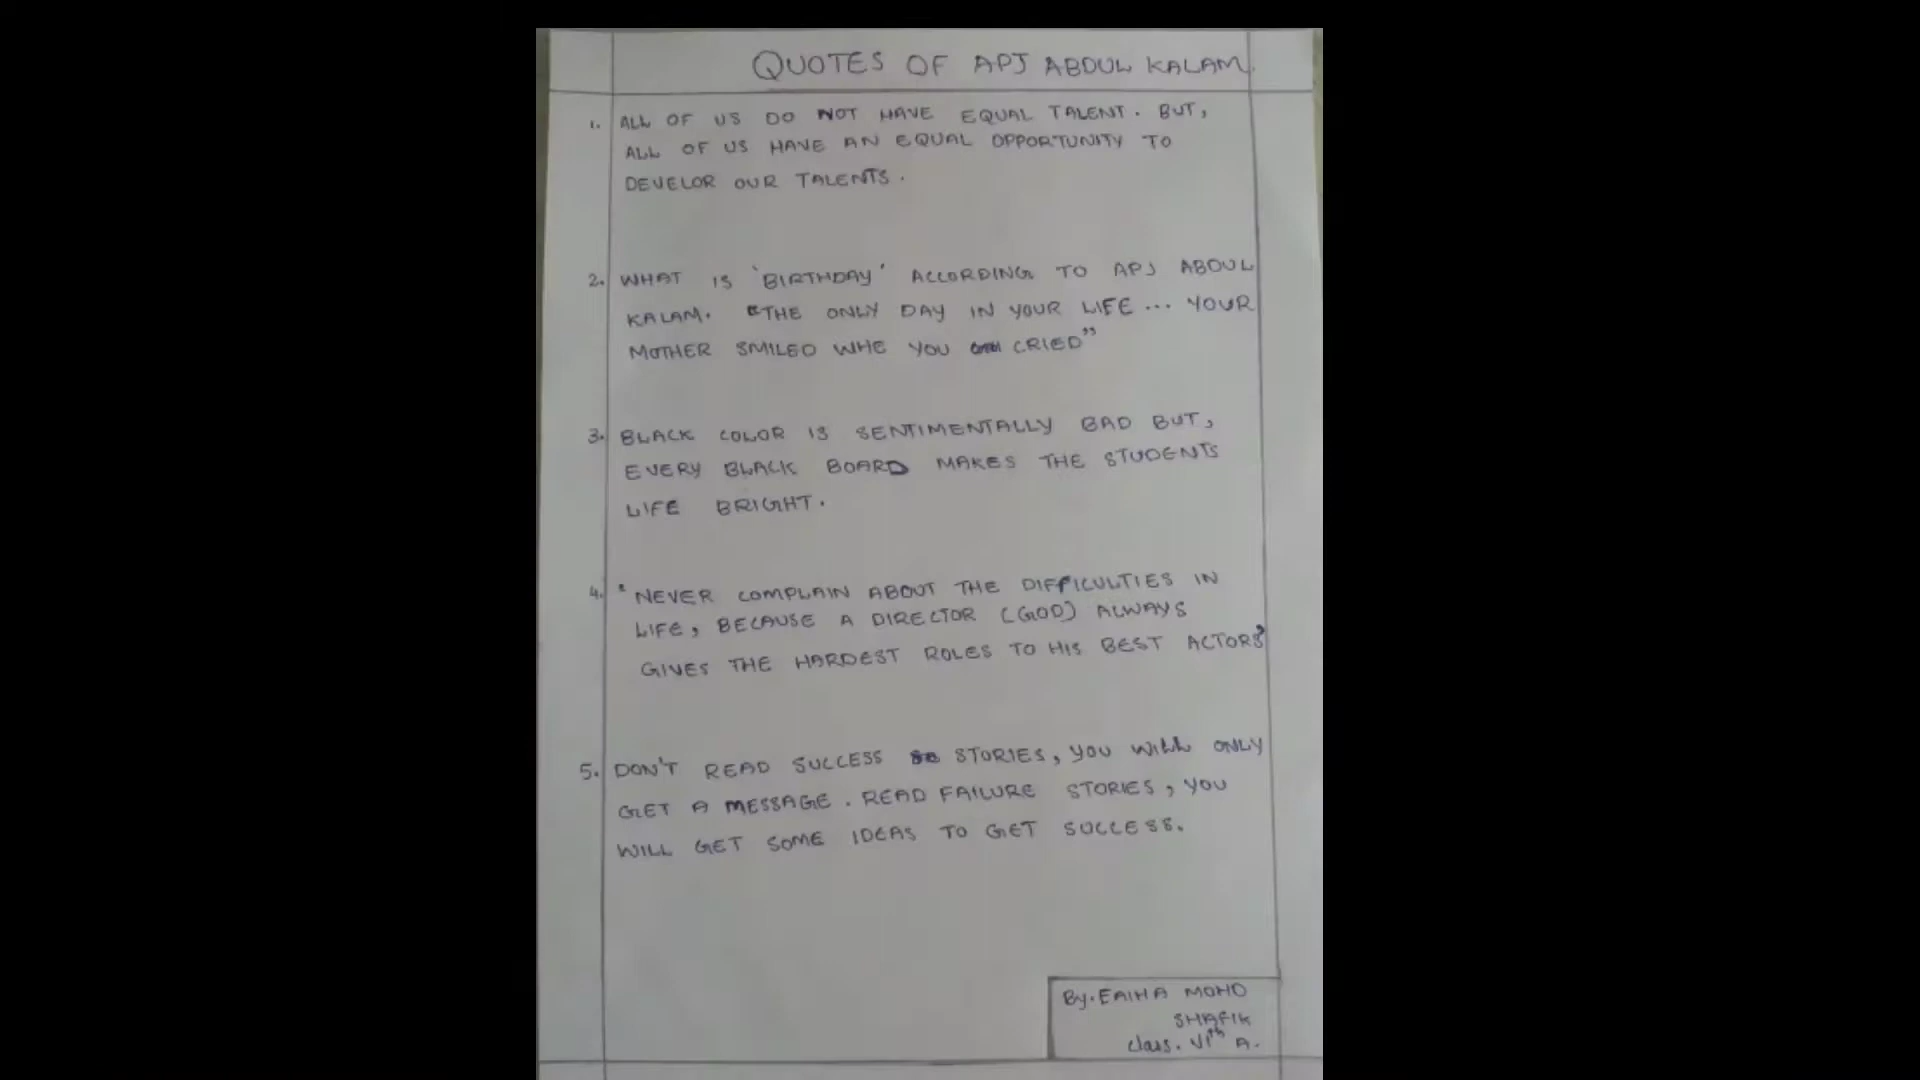 QUOTES OF APJ ABDUL KALAM.
1. ALL OF US DO NOT HAVE EQUAL TALENT. BUT,
ALL OF US HAVE AN EQUAL OPPORTUNITY TO
DEVELOR OUR TALENTS.
2. WHAT IS 'BIRTHDAY' ACCORDING TO APJ ABDUL
KALAM. "THE ONLY DAY IN YOUR LIFE ... YOUR
MOTHER SMILED WHE YOU CRIED"
3. BLACK COLOR IS SENTIMENTALLY BAD BUT,
EVERY BLACK BOARD MAKES THE STUDENTS
LIFE BRIGHT.
4. "NEVER COMPLAIN ABOUT THE DIFFICULTIES IN
LIFE, BECAUSE A DIRECTOR (GOD) ALWAYS
GIVES THE HARDEST ROLES TO HIS BEST ACTORS"
5. DON'T READ SUCCESS STORIES, YOU WILL ONLY
GET A MESSAGE. READ FAILURE STORIES, YOU
WILL GET SOME IDEAS TO GET SUCCESS.
By. EAIHA MOHD
SHAFIK
class. VIth A.